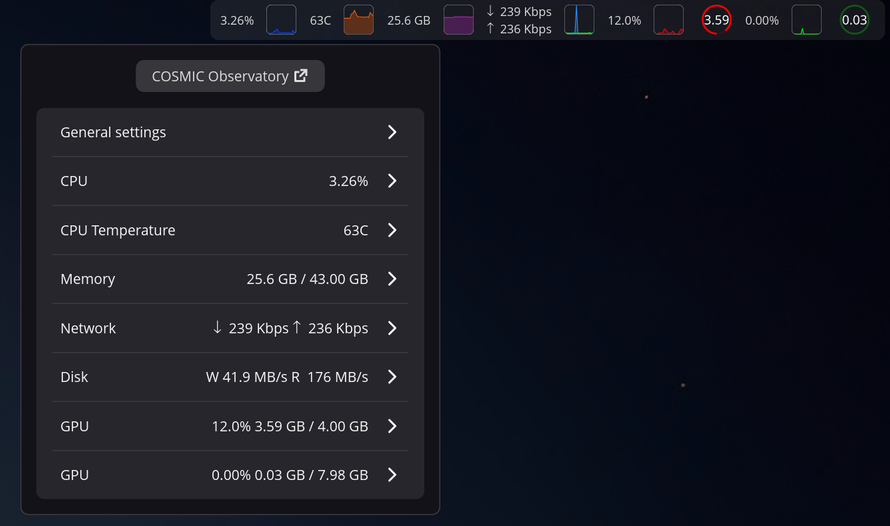 3.26% 63C 25.6 GB ↓ 239 Kbps 12.0% 3.59 0.00% 0.03
↑ 236 Kbps
COSMIC Observatory
General settings
CPU 3.26%
CPU Temperature 63C
Memory 25.6 GB / 43.00 GB
Network ↓ 239 Kbps ↑ 236 Kbps
Disk W 41.9 MB/s R 176 MB/s
GPU 12.0% 3.59 GB / 4.00 GB
GPU 0.00% 0.03 GB / 7.98 GB